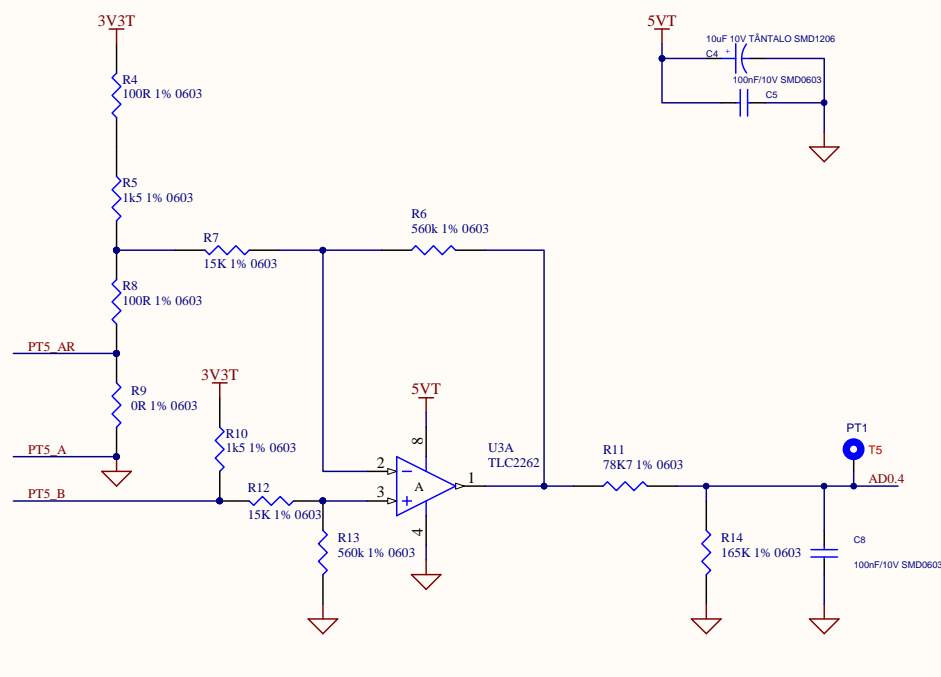 3V3T
5VT
10uF 10V TÂNTALO SMD1206
C4 +
100nF/10V SMD0603
C5
R4
100R 1% 0603
R5
1k5 1% 0603
R7
15K 1% 0603
R6
560k 1% 0603
R8
100R 1% 0603
PT5_AR
R9
0R 1% 0603
3V3T
5VT
PT5_A
R10
1k5 1% 0603
8
U3A
TLC2262
2
A
1
3
4
R11
78K7 1% 0603
PT1
T5
AD0.4
PT5_B
R12
15K 1% 0603
R13
560k 1% 0603
R14
165K 1% 0603
C8
100nF/10V SMD0603